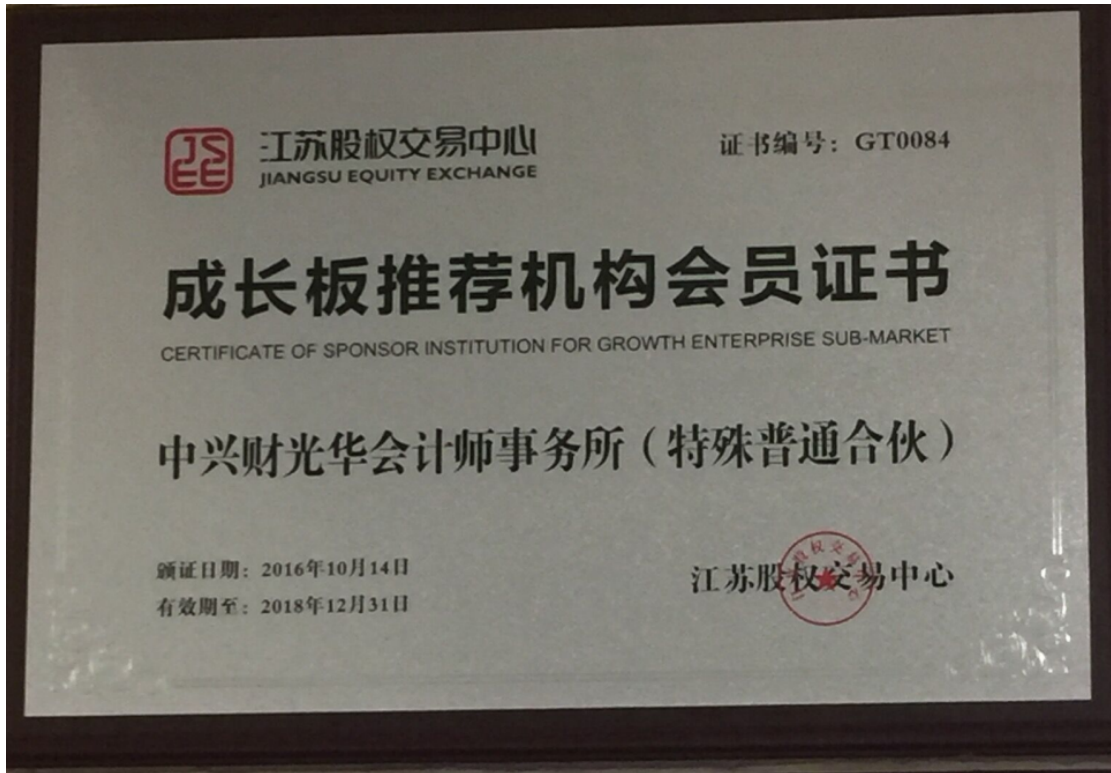 JS
EE
江苏股权交易中心
JIANGSU EQUITY EXCHANGE
证书编号：GT0084
成长板推荐机构会员证书
CERTIFICATE OF SPONSOR INSTITUTION FOR GROWTH ENTERPRISE SUB-MARKET
中兴财光华会计师事务所（特殊普通合伙）
颁证日期：2016年10月14日
有效期至：2018年12月31日
江苏股权交易中心